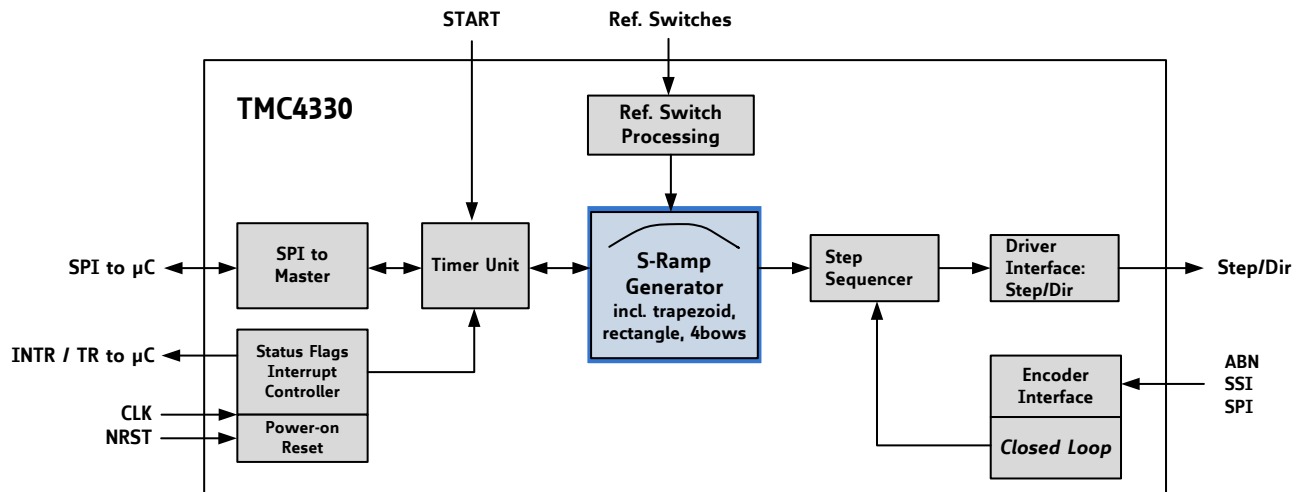 START
Ref. Switches
TMC4330
Ref. Switch
Processing
SPI to µC
SPI to
Master
Timer Unit
S-Ramp
Generator
incl. trapezoid,
rectangle, 4bows
Step
Sequencer
Driver
Interface:
Step/Dir
Step/Dir
INTR / TR to µC
Status Flags
Interrupt
Controller
CLK
NRST
Power-on
Reset
Encoder
Interface
Closed Loop
ABN
SSI
SPI